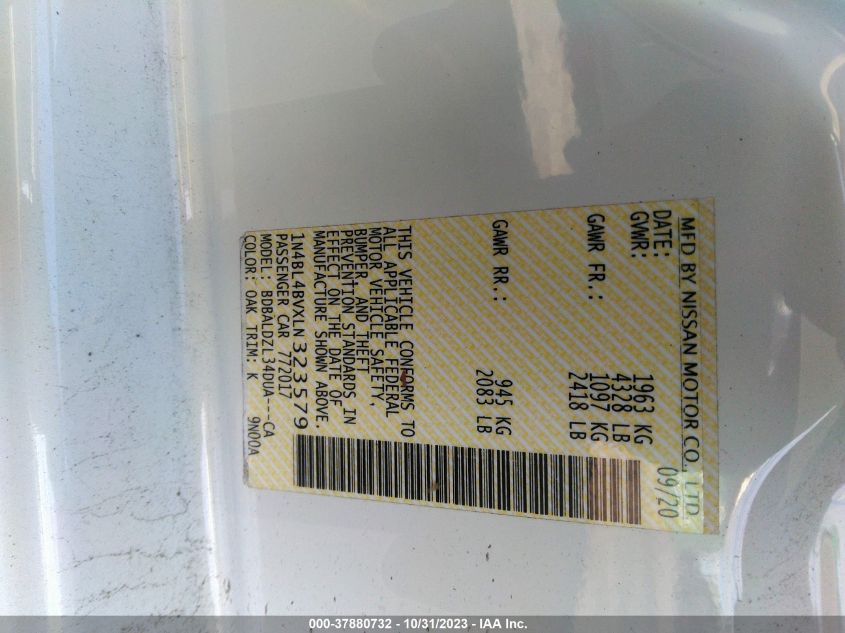 MFD BY NISSAN MOTOR CO., LTD.
DATE: 09/20
GVWR: 1963 KG
4328 LB
GAWR FR.: 1097 KG
2418 LB
GAWR RR.: 945 KG
2083 LB
THIS VEHICLE CONFORMS TO
ALL APPLICABLE FEDERAL
MOTOR VEHICLE SAFETY,
BUMPER, AND THEFT
PREVENTION STANDARDS IN
EFFECT ON THE DATE OF
MANUFACTURE SHOWN ABOVE.
1N4BL4BVXLN323579
PASSENGER CAR 772017
MODEL: BDBALDZL34DUA---CA
COLOR: QAK TRIM: K 9N00A
000-37880732 - 10/31/2023 - IAA Inc.